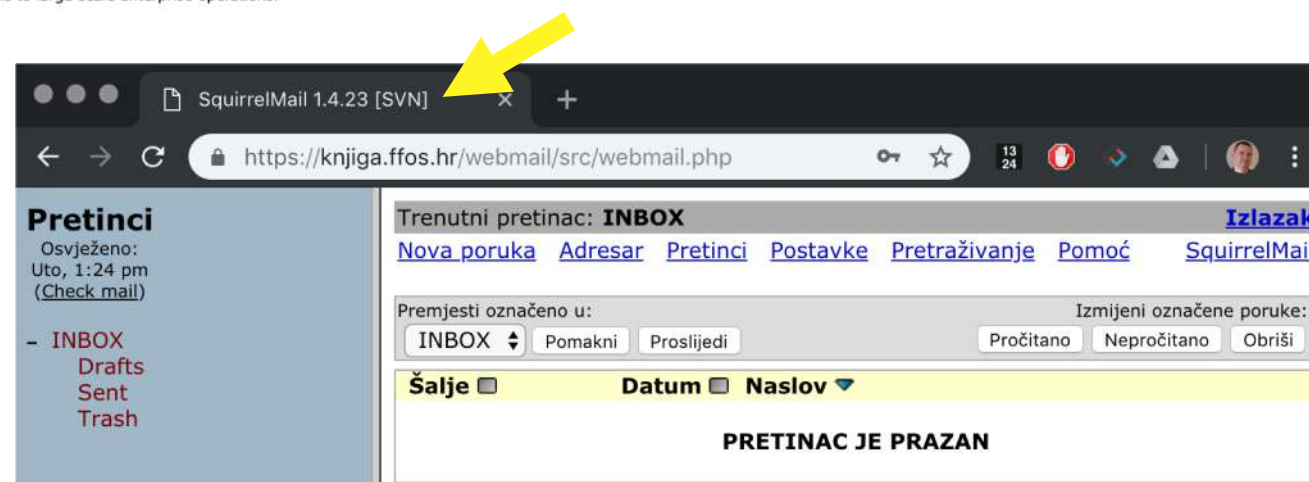 SquirrelMail 1.4.23 [SVN]
https://knjiga.ffos.hr/webmail/src/webmail.php
13
24
Pretinci
Osvježeno:
Uto, 1:24 pm
(Check mail)
– INBOX
Drafts
Sent
Trash
Trenutni pretinac: INBOX Izlazak
Nova poruka Adresar Pretinci Postavke Pretraživanje Pomoć SquirrelMai
Premjesti označeno u: Izmijeni označene poruke:
INBOX Pomakni Proslijedi Pročitano Nepročitano Obriši
Šalje Datum Naslov
PRETINAC JE PRAZAN